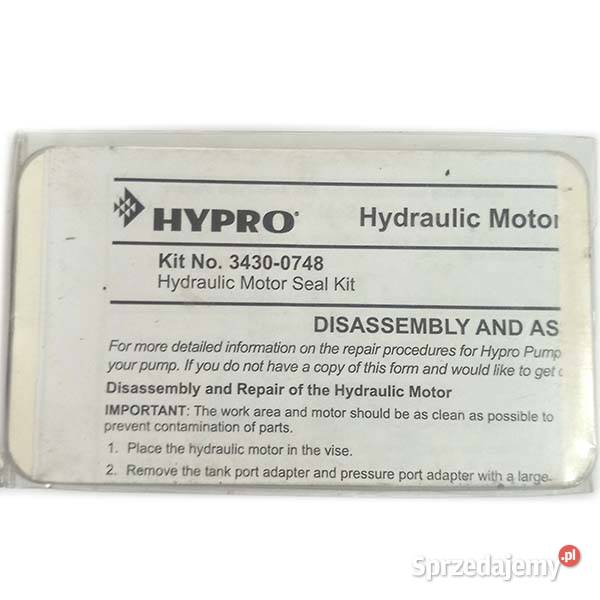 HYPRO® Hydraulic Motor
Kit No. 3430-0748
Hydraulic Motor Seal Kit
DISASSEMBLY AND AS
For more detailed information on the repair procedures for Hypro Pump
your pump. If you do not have a copy of this form and would like to get
Disassembly and Repair of the Hydraulic Motor
IMPORTANT: The work area and motor should be as clean as possible to
prevent contamination of parts.
1. Place the hydraulic motor in the vise.
2. Remove the tank port adapter and pressure port adapter with a large
Sprzedajemy.pl